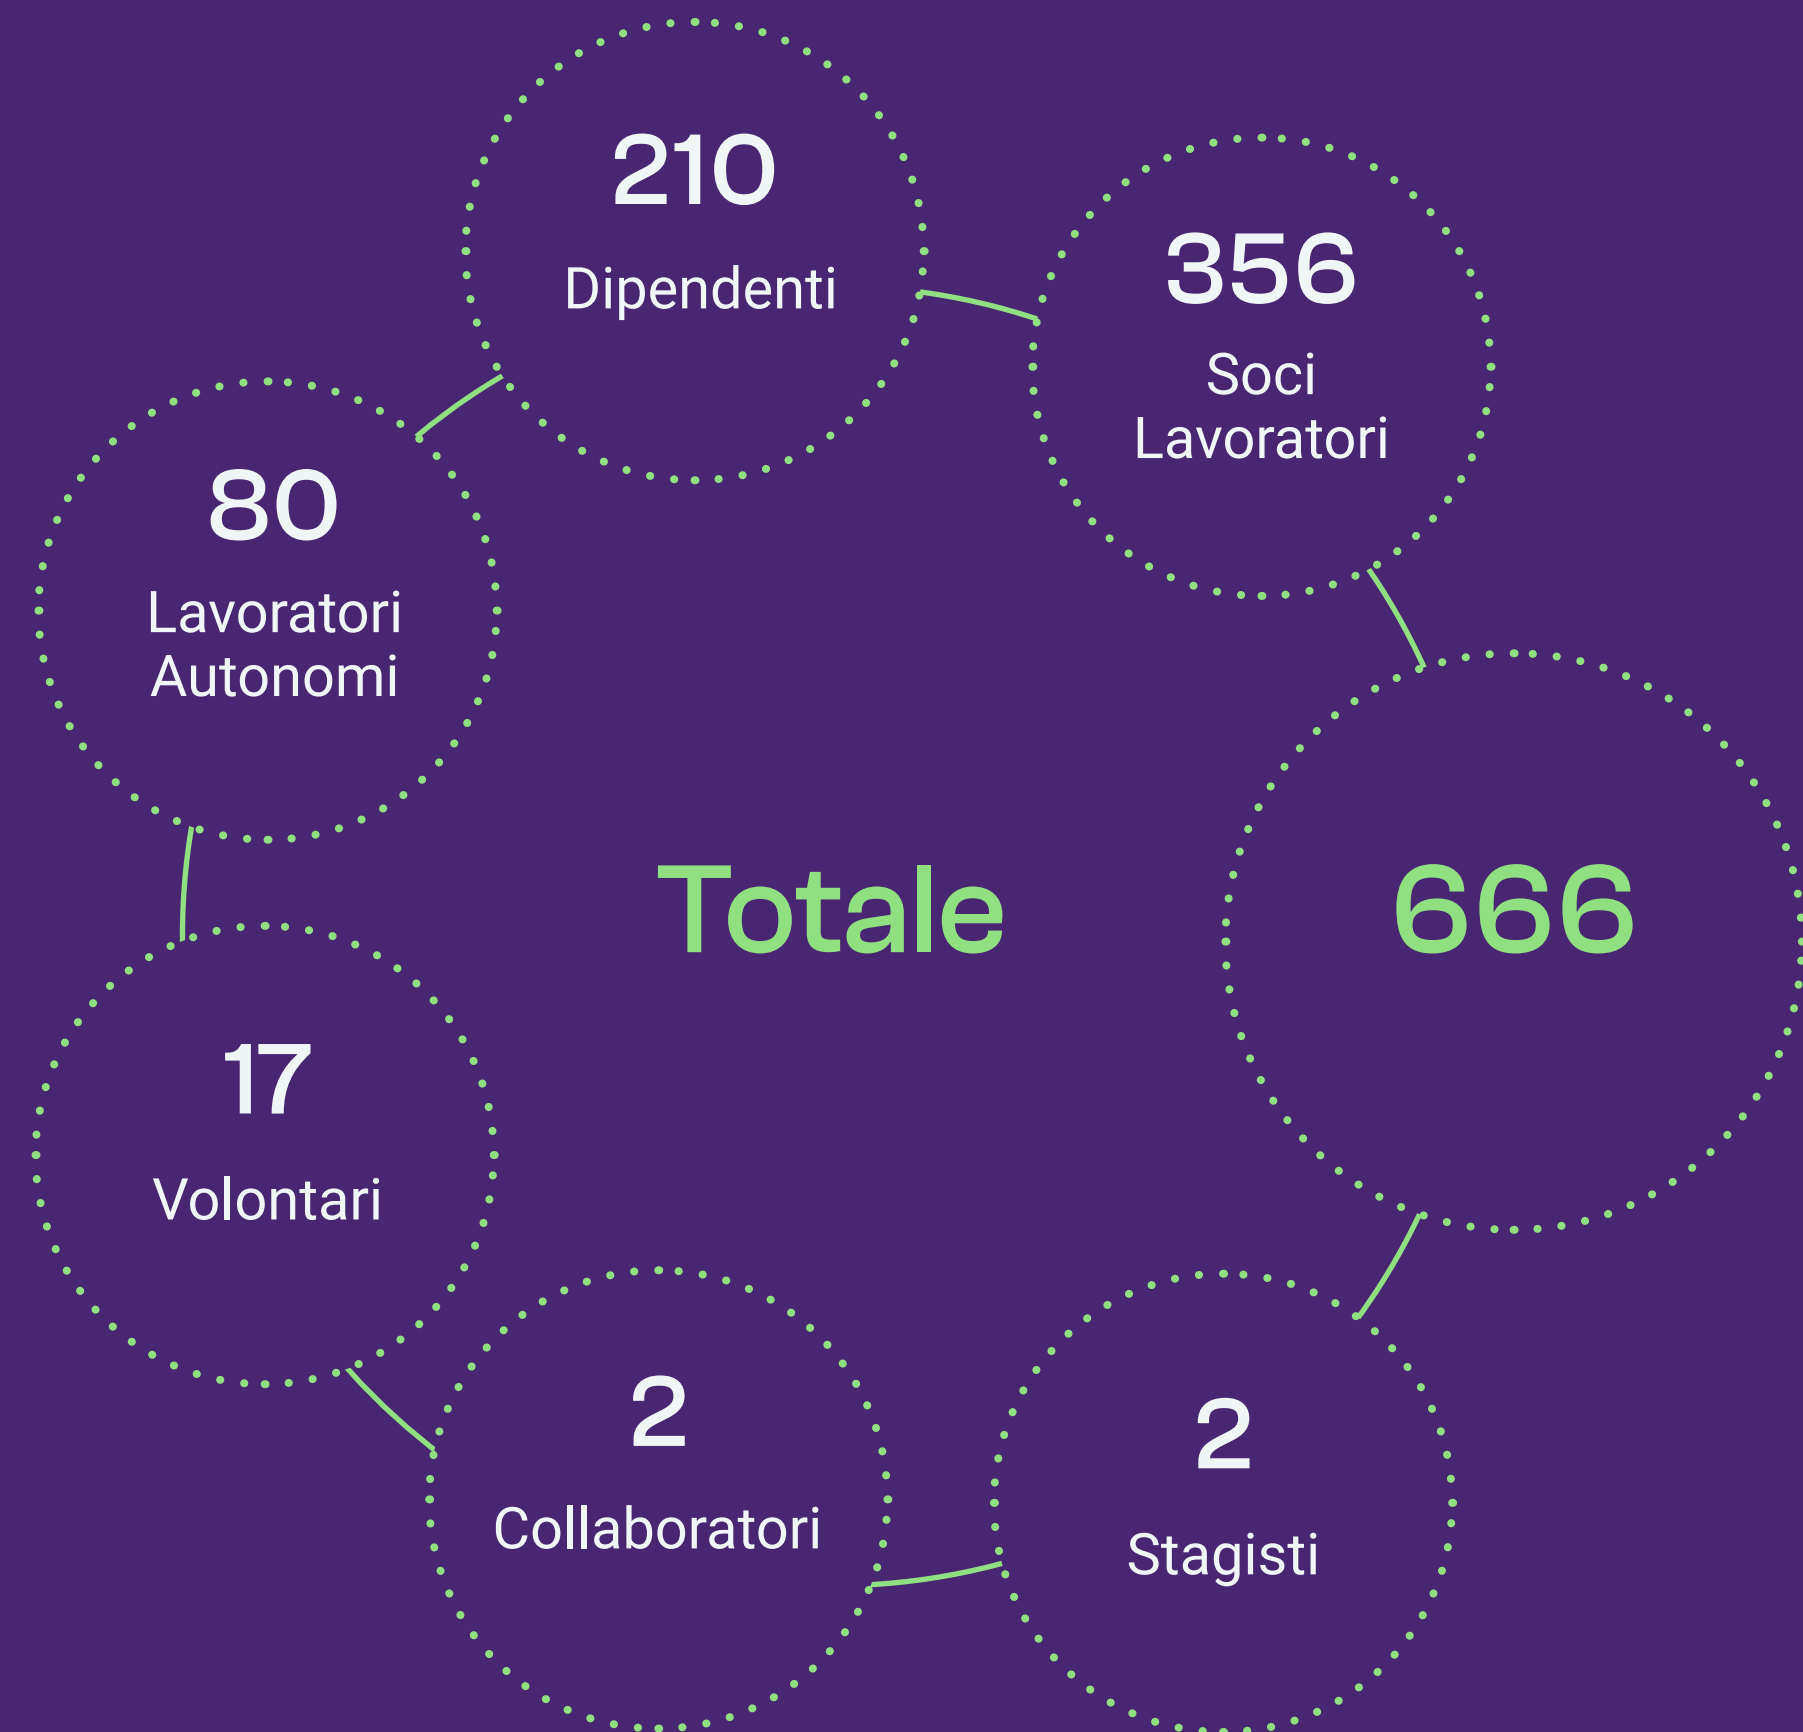 210
Dipendenti
356
Soci
Lavoratori
80
Lavoratori
Autonomi
Totale
666
17
Volontari
2
Collaboratori
2
Stagisti